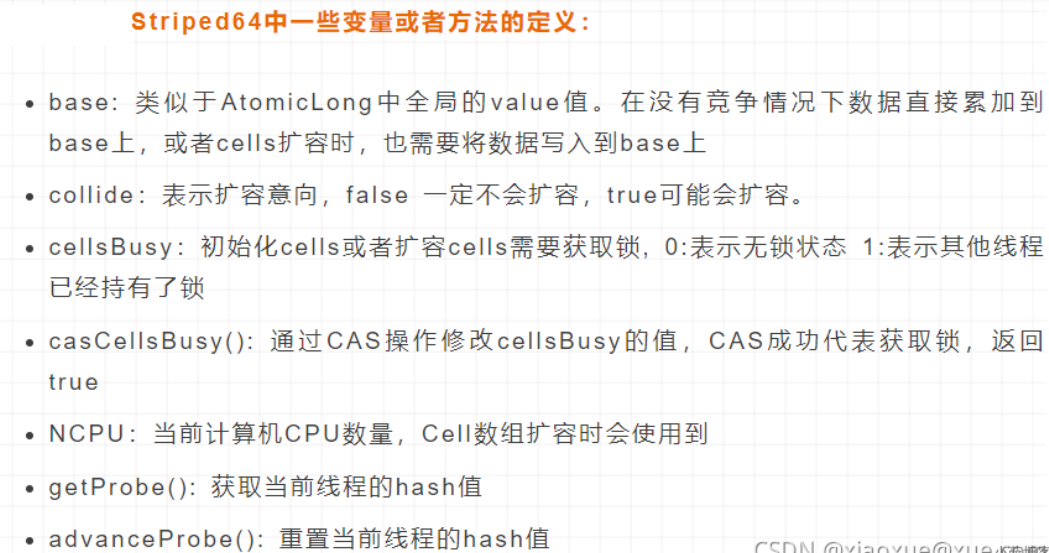 Striped64中一些变量或者方法的定义：
• base：类似于AtomicLong中全局的value值。在没有竞争情况下数据直接累加到
base上，或者cells扩容时，也需要将数据写入到base上
• collide：表示扩容意向，false 一定不会扩容，true可能会扩容。
• cellsBusy：初始化cells或者扩容cells需要获取锁，0:表示无锁状态 1:表示其他线程
已经持有了锁
• casCellsBusy()：通过CAS操作修改cellsBusy的值，CAS成功代表获取锁，返回
true
• NCPU：当前计算机CPU数量，Cell数组扩容时会使用到
• getProbe()：获取当前线程的hash值
• advanceProbe()：重置当前线程的hash值
CSDN